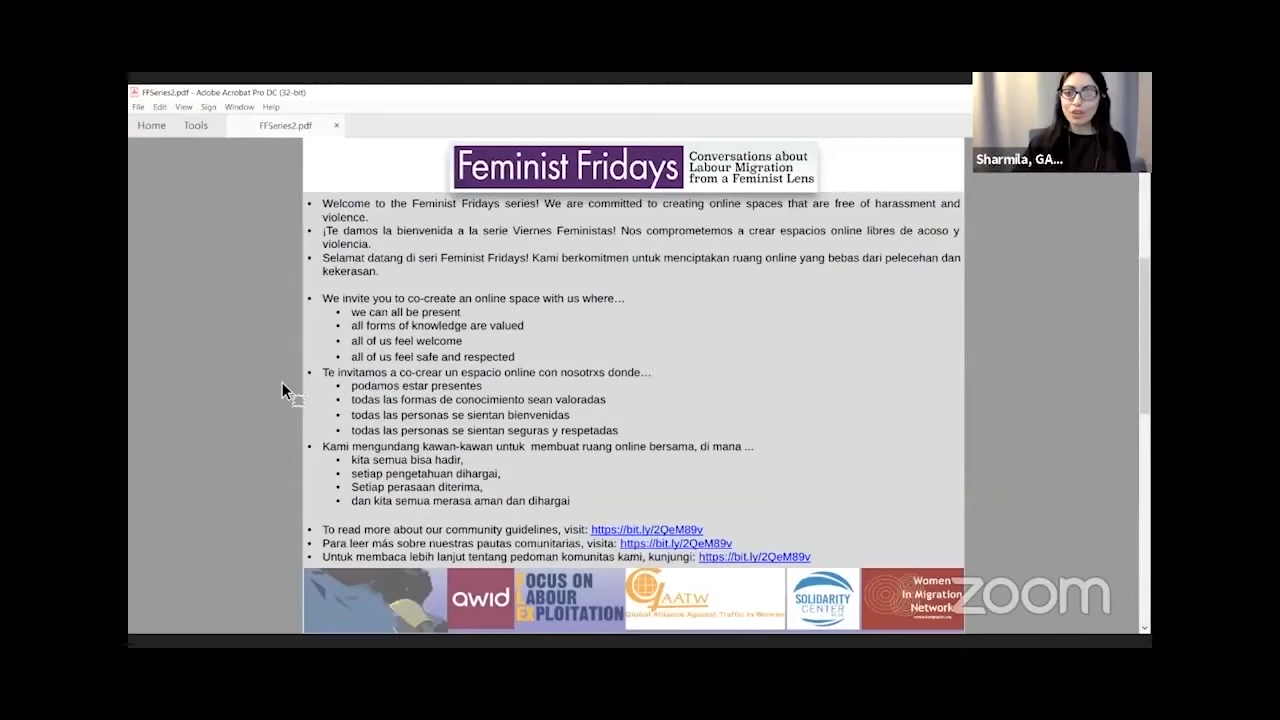 FFSeries2.pdf - Adobe Acrobat Pro DC (32-bit)
File Edit View Sign Window Help
Home Tools FFSeries2.pdf ×
Sharmila, GA...
Feminist Fridays
Conversations about
Labour Migration
from a Feminist Lens
• Welcome to the Feminist Fridays series! We are committed to creating online spaces that are free of harassment and
violence.
• ¡Te damos la bienvenida a la serie Viernes Feministas! Nos comprometemos a crear espacios online libres de acoso y
violencia.
• Selamat datang di seri Feminist Fridays! Kami berkomitmen untuk menciptakan ruang online yang bebas dari pelecehan dan
kekerasan.
• We invite you to co-create an online space with us where…
• we can all be present
• all forms of knowledge are valued
• all of us feel welcome
• all of us feel safe and respected
• Te invitamos a co-crear un espacio online con nosotrxs donde…
• podamos estar presentes
• todas las formas de conocimiento sean valoradas
• todas las personas se sientan bienvenidas
• todas las personas se sientan seguras y respetadas
• Kami mengundang kawan-kawan untuk membuat ruang online bersama, di mana ...
• kita semua bisa hadir,
• setiap pengetahuan dihargai,
• Setiap perasaan diterima,
• dan kita semua merasa aman dan dihargai
• To read more about our community guidelines, visit: https://bit.ly/2QeM89v
• Para leer más sobre nuestras pautas comunitarias, visita: https://bit.ly/2QeM89v
• Untuk membaca lebih lanjut tentang pedoman komunitas kami, kunjungi: https://bit.ly/2QeM89v
awid
FOCUS ON
LABOUR
EXPLOITATION
GAATW
Global Alliance Against Traffic in Women
SOLIDARITY
CENTER
Women
In Migration
Network
zoom